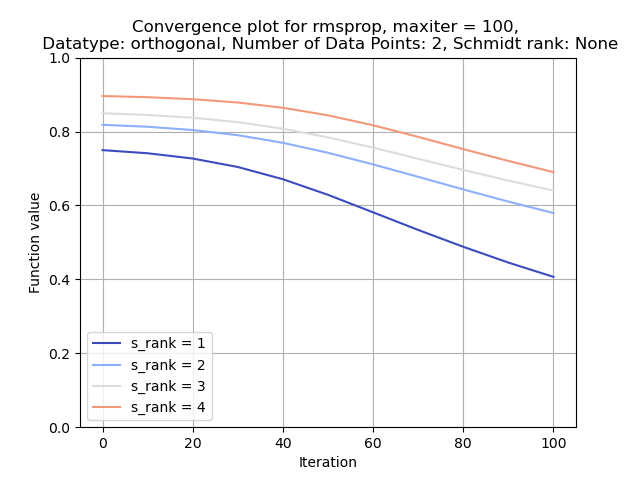 Convergence plot for rmsprop, maxiter = 100,
Datatype: orthogonal, Number of Data Points: 2, Schmidt rank: None
1.0
0.8
0.6
0.4
0.2
0.0
Function value
s_rank = 1
s_rank = 2
s_rank = 3
s_rank = 4
0 20 40 60 80 100
Iteration